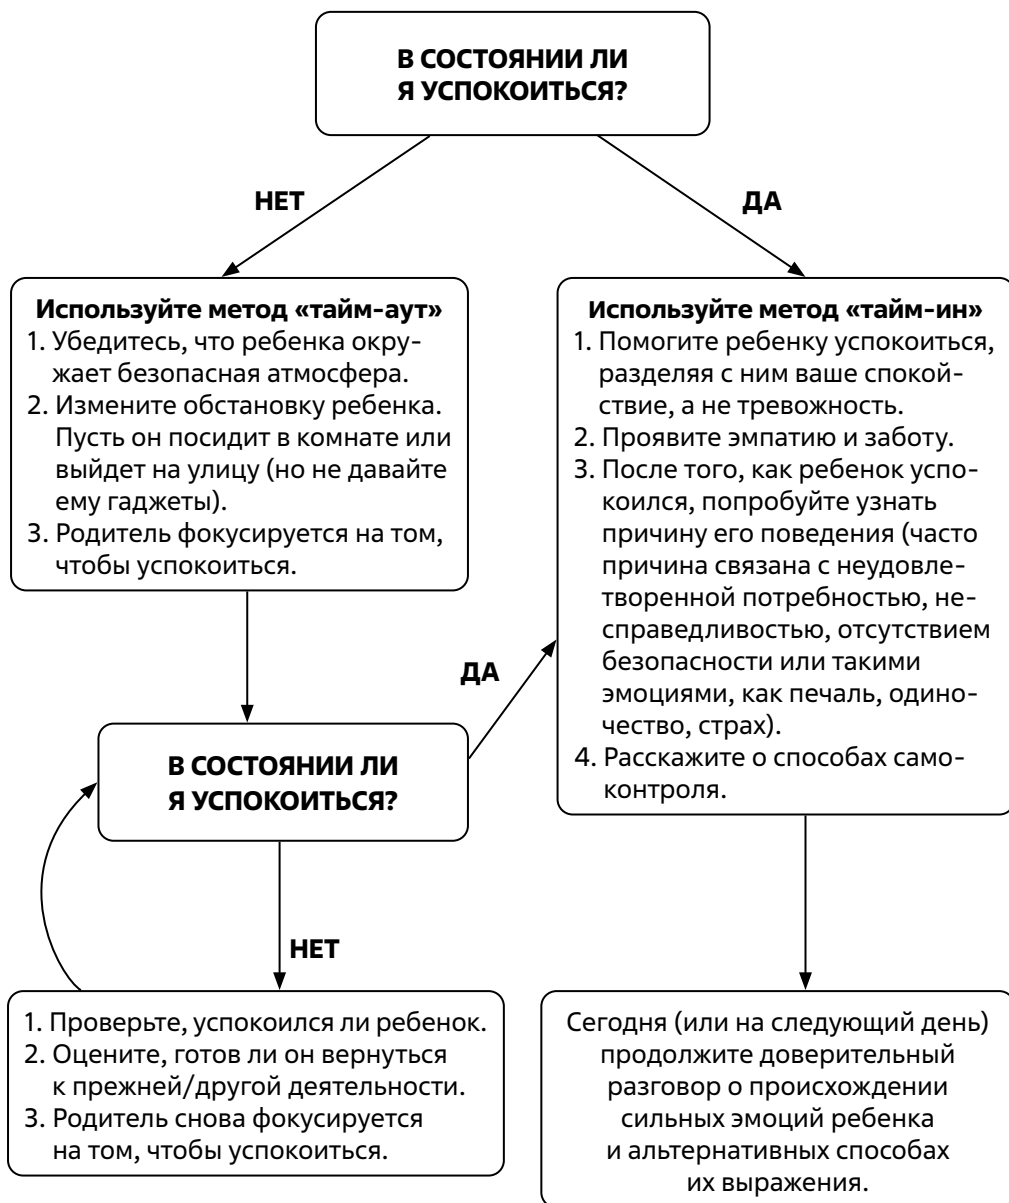 В СОСТОЯНИИ ЛИ
Я УСПОКОИТЬСЯ?
НЕТ
ДА
Используйте метод «тайм-аут»
1. Убедитесь, что ребенка окру-
жает безопасная атмосфера.
2. Измените обстановку ребенка.
Пусть он посидит в комнате или
выйдет на улицу (но не давайте
ему гаджеты).
3. Родитель фокусируется на том,
чтобы успокоиться.
Используйте метод «тайм-ин»
1. Помогите ребенку успокоиться,
разделяя с ним ваше спокой-
ствие, а не тревожность.
2. Проявите эмпатию и заботу.
3. После того, как ребенок успо-
коился, попробуйте узнать
причину его поведения (часто
причина связана с неудовле-
творенной потребностью, не-
справедливостью, отсутствием
безопасности или такими
эмоциями, как печаль, одино-
чество, страх).
4. Расскажите о способах само-
контроля.
ДА
В СОСТОЯНИИ ЛИ
Я УСПОКОИТЬСЯ?
НЕТ
1. Проверьте, успокоился ли ребенок.
2. Оцените, готов ли он вернуться
к прежней/другой деятельности.
3. Родитель снова фокусируется
на том, чтобы успокоиться.
Сегодня (или на следующий день)
продолжите доверительный
разговор о происхождении
сильных эмоций ребенка
и альтернативных способах
их выражения.